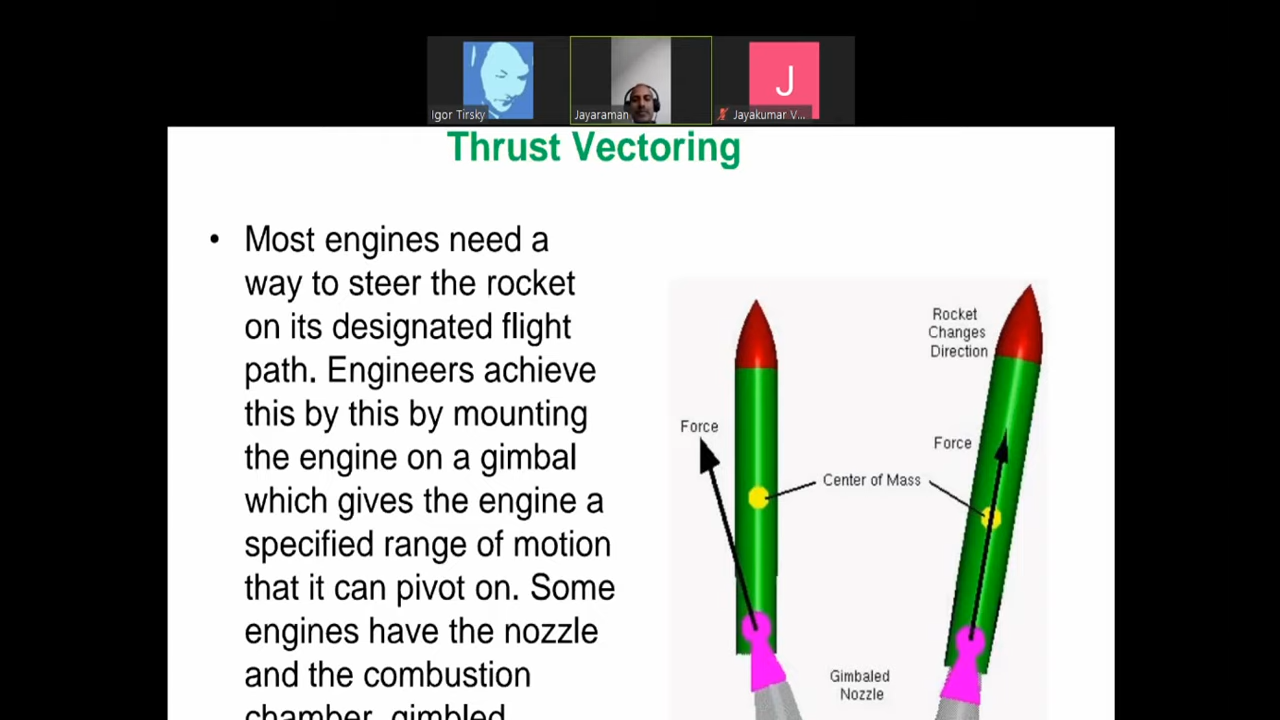 Igor Tirsky
Jayaraman
J
Jayakumar V...
Thrust Vectoring
• Most engines need a
way to steer the rocket
on its designated flight
path. Engineers achieve
this by this by mounting
the engine on a gimbal
which gives the engine a
specified range of motion
that it can pivot on. Some
engines have the nozzle
and the combustion
chamber gimbled
Rocket
Changes
Direction
Force
Force
Center of Mass
Gimbaled
Nozzle